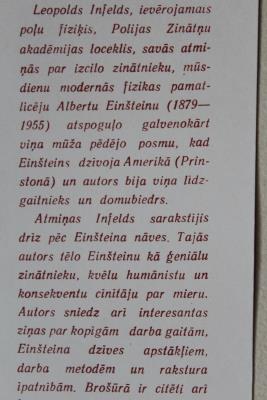 Leopolds Infelds, ievērojamais
poļu fiziķis, Polijas Zinātņu
akadēmijas loceklis, savās atmi-
ņās par izcilo zinātnieku, mūs-
dienu modernās fizikas pamat-
licēju Albertu Einšteinu (1879—
1955) atspoguļo galvenokārt
viņa mūža pēdējo posmu, kad
Einšteins dzīvoja Amerikā (Prin-
stonā) un autors bija viņa līdz-
gaitnieks un domubiedrs.
Atmiņas Infelds sarakstījis
drīz pēc Einšteina nāves. Tajās
autors tēlo Einšteinu kā ģeniālu
zinātnieku, kvēlu humānistu un
konsekventu cīnītāju par mieru.
Autors sniedz arī interesantas
ziņas par kopīgām darba gaitām,
Einšteina dzīves apstākļiem,
darba metodēm un rakstura
īpatnībām. Brošūrā ir citēti arī